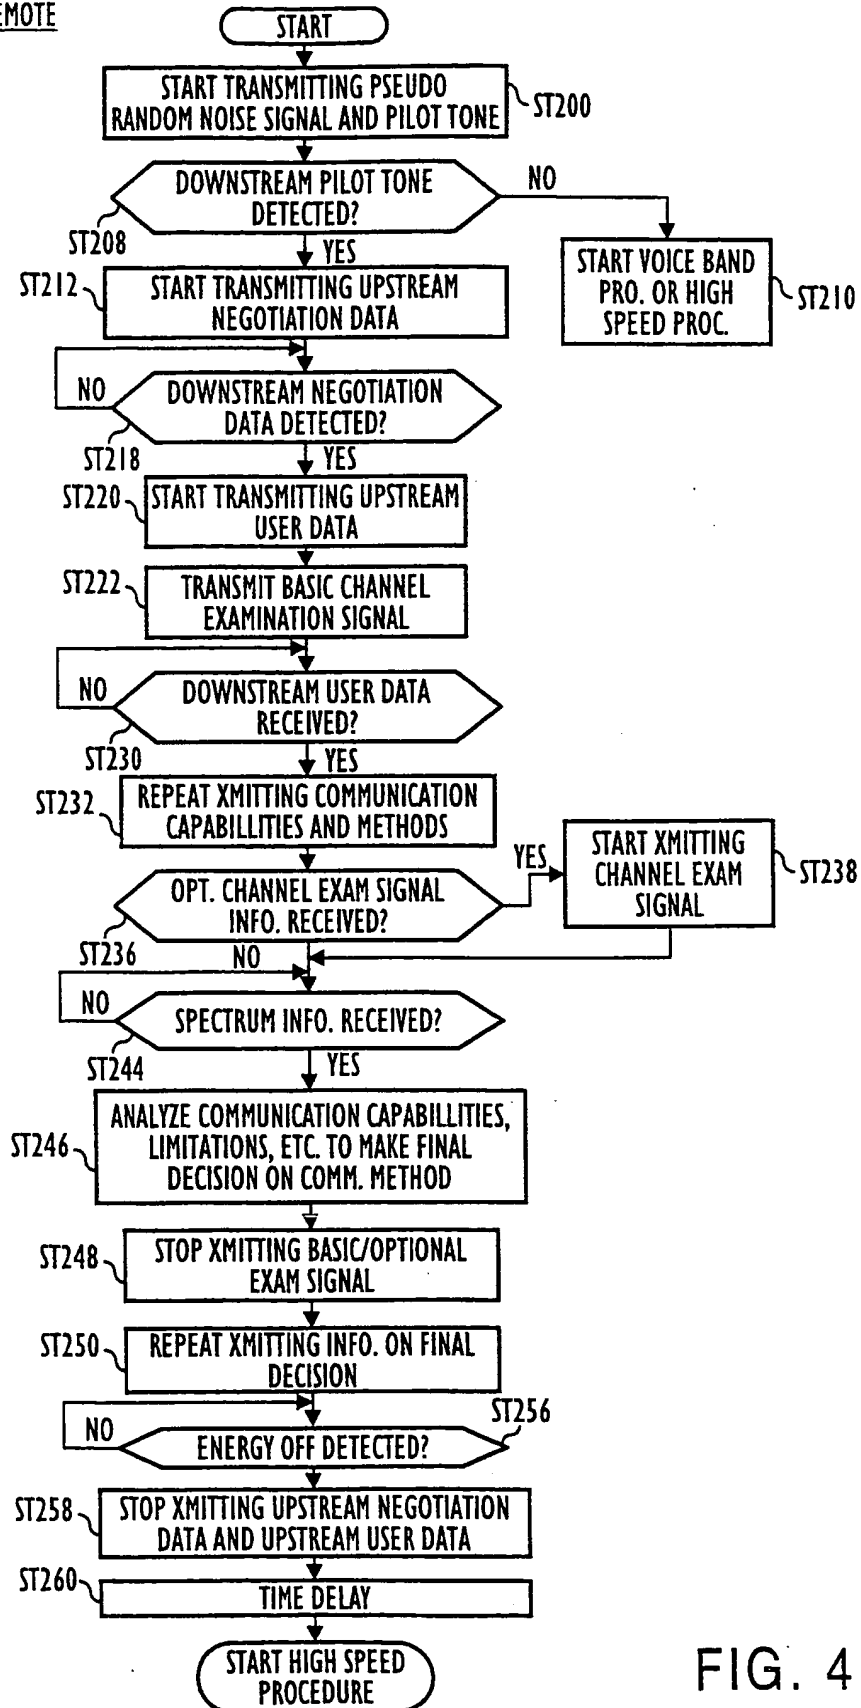 START
START TRANSMITTING PSEUDO
RANDOM NOISE SIGNAL AND PILOT TONE
ST200
DOWNSTREAM PILOT TONE
DETECTED?
NO
ST208
YES
START VOICE BAND
PRO. OR HIGH
SPEED PROC.
ST210
ST212
START TRANSMITTING UPSTREAM
NEGOTIATION DATA
NO
DOWNSTREAM NEGOTIATION
DATA DETECTED?
ST218
YES
ST220
START TRANSMITTING UPSTREAM
USER DATA
ST222
TRANSMIT BASIC CHANNEL
EXAMINATION SIGNAL
NO
DOWNSTREAM USER DATA
RECEIVED?
ST230
YES
ST232
REPEAT XMITTING COMMUNICATION
CAPABILLITIES AND METHODS
OPT. CHANNEL EXAM SIGNAL
INFO. RECEIVED?
YES
START XMITTING
CHANNEL EXAM
SIGNAL
ST238
ST236
NO
NO
SPECTRUM INFO. RECEIVED?
ST244
YES
ST246
ANALYZE COMMUNICATION CAPABILLITIES,
LIMITATIONS, ETC. TO MAKE FINAL
DECISION ON COMM. METHOD
ST248
STOP XMITTING BASIC/OPTIONAL
EXAM SIGNAL
ST250
REPEAT XMITTING INFO. ON FINAL
DECISION
ST256
NO
ENERGY OFF DETECTED?
ST258
STOP XMITTING UPSTREAM NEGOTIATION
DATA AND UPSTREAM USER DATA
ST260
TIME DELAY
START HIGH SPEED
PROCEDURE
FIG. 4